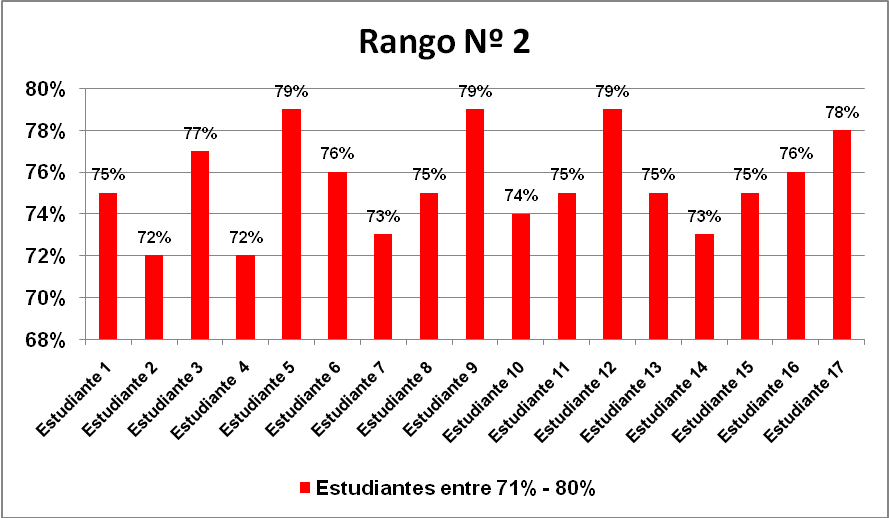 Rango Nº 2
80%
78%
76%
74%
72%
70%
68%
75%
72%
77%
72%
79%
76%
73%
75%
79%
74%
75%
79%
75%
73%
75%
76%
78%
Estudiante 1
Estudiante 2
Estudiante 3
Estudiante 4
Estudiante 5
Estudiante 6
Estudiante 7
Estudiante 8
Estudiante 9
Estudiante 10
Estudiante 11
Estudiante 12
Estudiante 13
Estudiante 14
Estudiante 15
Estudiante 16
Estudiante 17
Estudiantes entre 71% - 80%